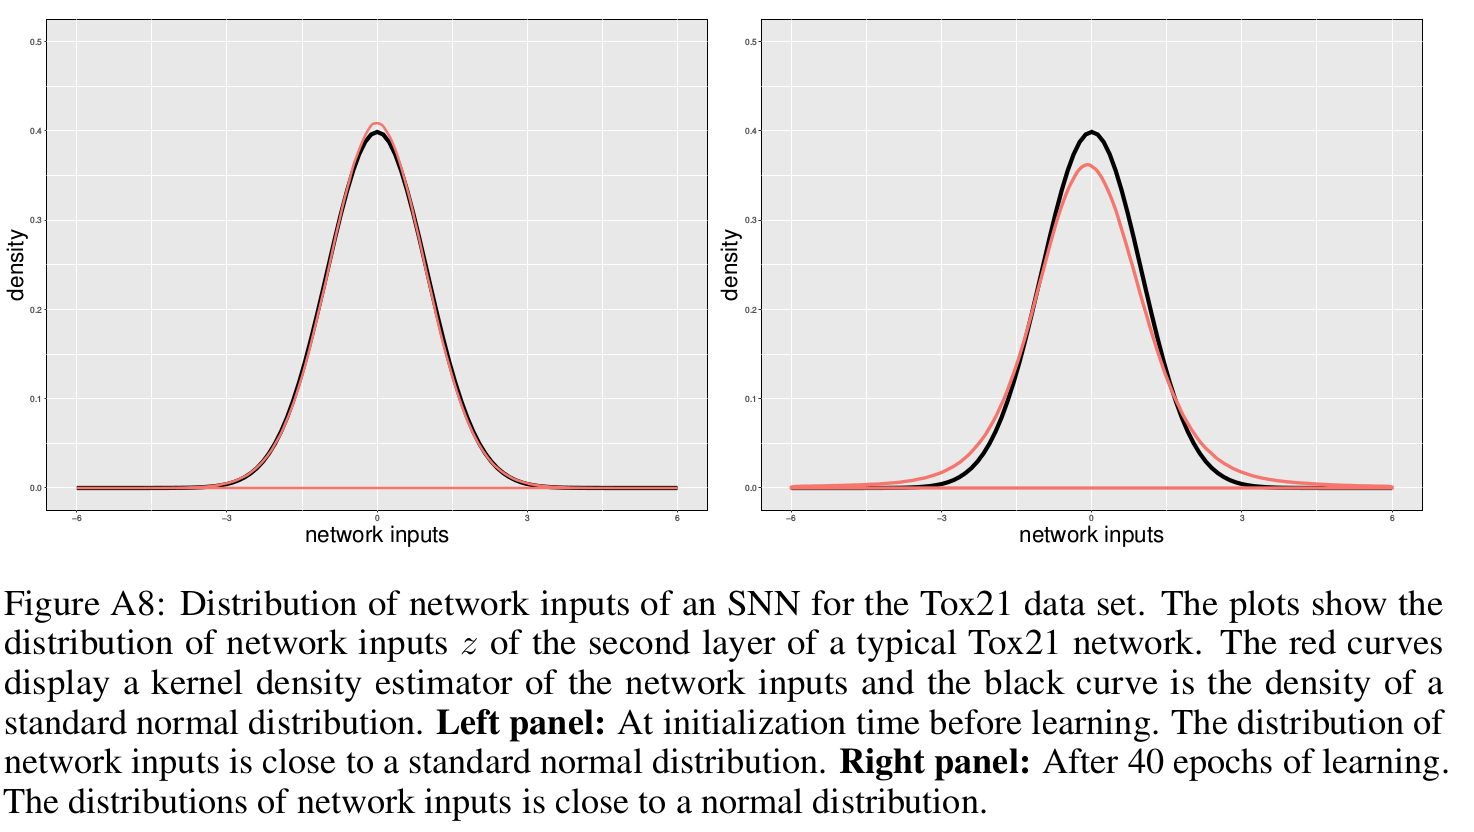 0.5
0.4
0.3
0.2
0.1
0.0
density
−6
−3
0
3
6
network inputs
0.5
0.4
0.3
0.2
0.1
0.0
density
−6
−3
0
3
6
network inputs
Figure A8: Distribution of network inputs of an SNN for the Tox21 data set. The plots show the
distribution of network inputs z of the second layer of a typical Tox21 network. The red curves
display a kernel density estimator of the network inputs and the black curve is the density of a
standard normal distribution. Left panel: At initialization time before learning. The distribution of
network inputs is close to a standard normal distribution. Right panel: After 40 epochs of learning.
The distributions of network inputs is close to a normal distribution.